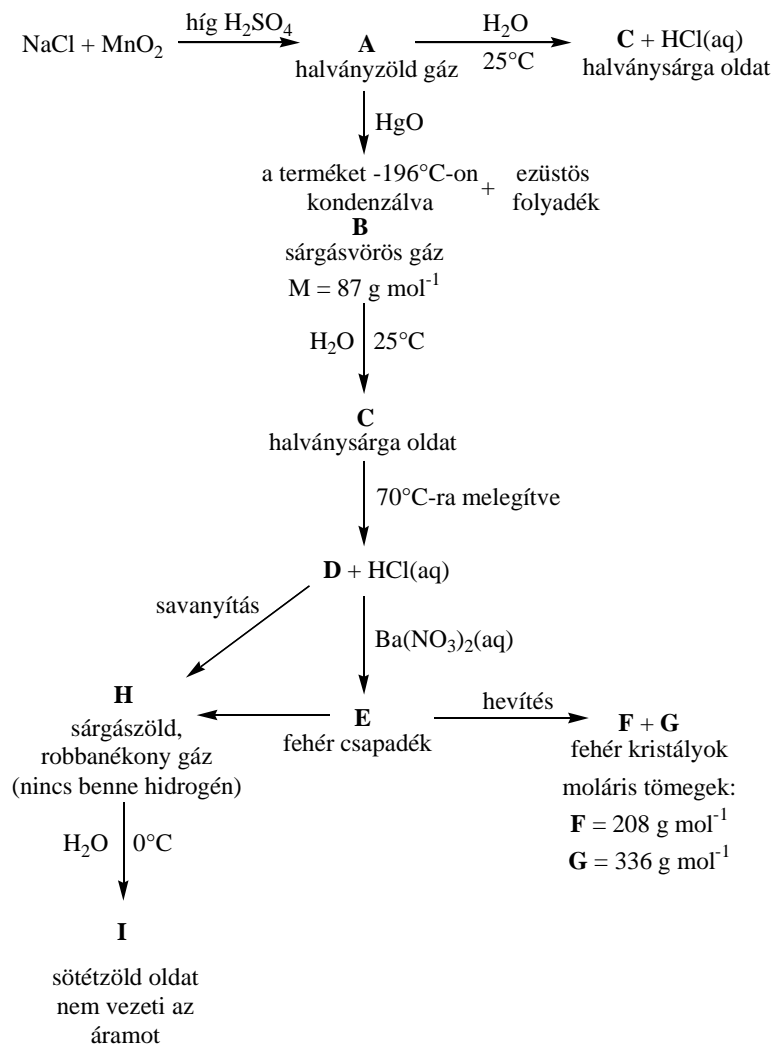 NaCl + MnO₂
híg H₂SO₄
A
halványzöld gáz
H₂O
25°C
C + HCl(aq)
halványsárga oldat
HgO
a terméket -196°C-on
kondenzálva
+
ezüstös
folyadék
B
sárgásvörös gáz
M = 87 g mol⁻¹
H₂O
25°C
C
halványsárga oldat
70°C-ra melegítve
D + HCl(aq)
savanyítás
Ba(NO₃)₂(aq)
H
sárgászöld,
robbanékony gáz
(nincs benne hidrogén)
E
fehér csapadék
hevítés
F + G
fehér kristályok
moláris tömegek:
F = 208 g mol⁻¹
G = 336 g mol⁻¹
H₂O
0°C
I
sötétzöld oldat
nem vezeti az
áramot